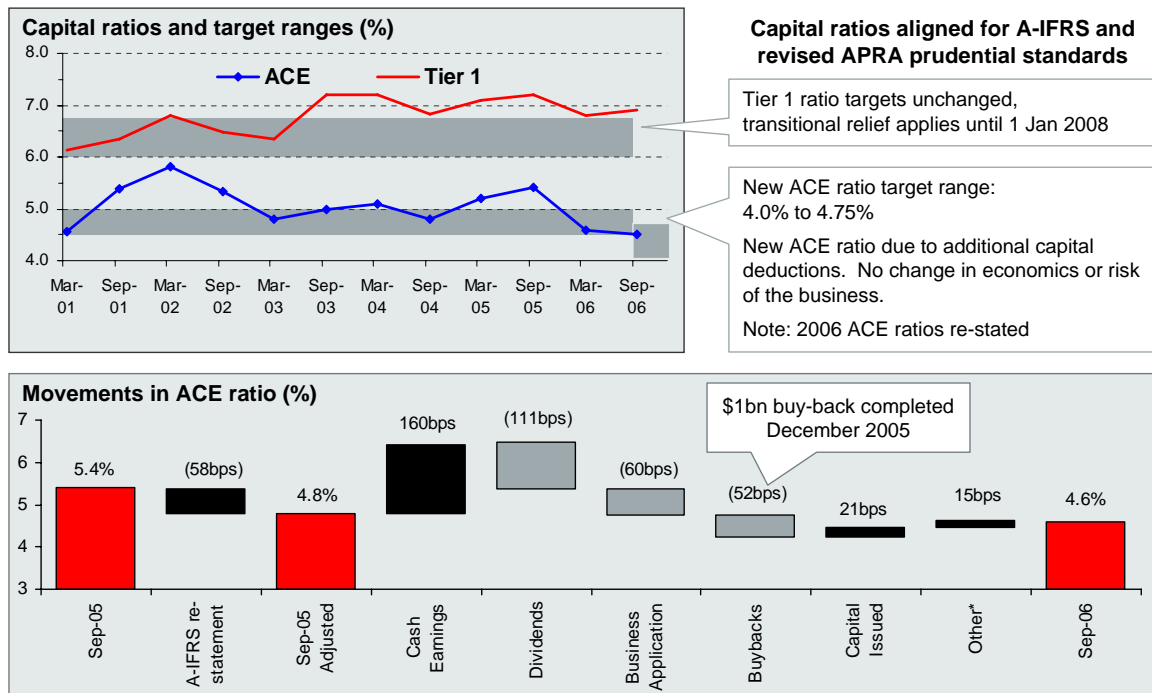 Capital ratios and target ranges (%)
8.0
7.0
6.0
5.0
4.0
ACE
Tier 1
Mar-
01
Sep-
01
Mar-
02
Sep-
02
Mar-
03
Sep-
03
Mar-
04
Sep-
04
Mar-
05
Sep-
05
Mar-
06
Sep-
06
Capital ratios aligned for A-IFRS and
revised APRA prudential standards
Tier 1 ratio targets unchanged,
transitional relief applies until 1 Jan 2008
New ACE ratio target range:
4.0% to 4.75%
New ACE ratio due to additional capital
deductions.  No change in economics or risk
of the business.
Note: 2006 ACE ratios re-stated
Movements in ACE ratio (%)
7
6
5
4
3
5.4%
(58bps)
4.8%
160bps
(111bps)
(60bps)
(52bps)
21bps
15bps
4.6%
$1bn buy-back completed
December 2005
Sep-05
A-IFRS re-
statement
Sep-05
Adjusted
Cash
Earnings
Dividends
Business
Application
Buybacks
Capital
Issued
Other*
Sep-06